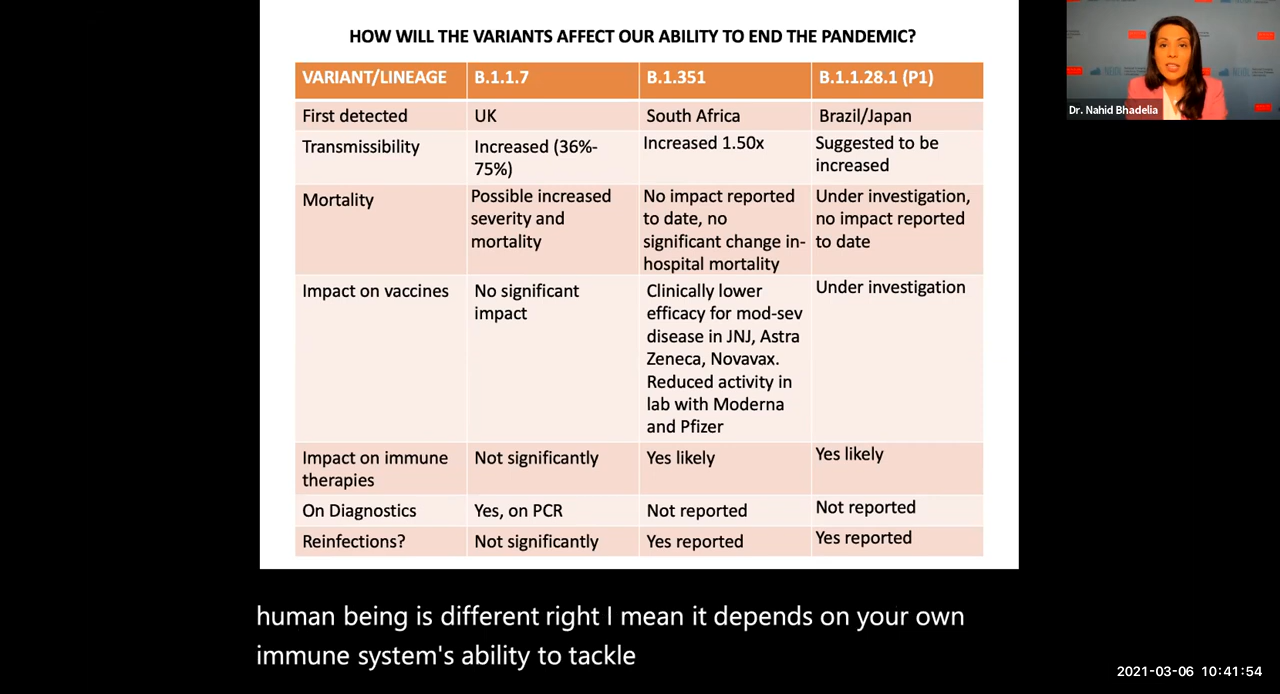 HOW WILL THE VARIANTS AFFECT OUR ABILITY TO END THE PANDEMIC?
VARIANT/LINEAGE B.1.1.7 B.1.351 B.1.1.28.1 (P1)
First detected UK South Africa Brazil/Japan
Transmissibility
Increased (36%-
75%)
Increased 1.50x
Suggested to be
increased
Mortality
Possible increased
severity and
mortality
No impact reported
to date, no
significant change in-
hospital mortality
Under investigation,
no impact reported
to date
Impact on vaccines
No significant
impact
Clinically lower
efficacy for mod-sev
disease in JNJ, Astra
Zeneca, Novavax.
Reduced activity in
lab with Moderna
and Pfizer
Under investigation
Impact on immune
therapies
Not significantly
Yes likely
Yes likely
On Diagnostics Yes, on PCR Not reported Not reported
Reinfections? Not significantly Yes reported Yes reported
Dr. Nahid Bhadelia
human being is different right I mean it depends on your own
immune system's ability to tackle
2021-03-06 10:41:54